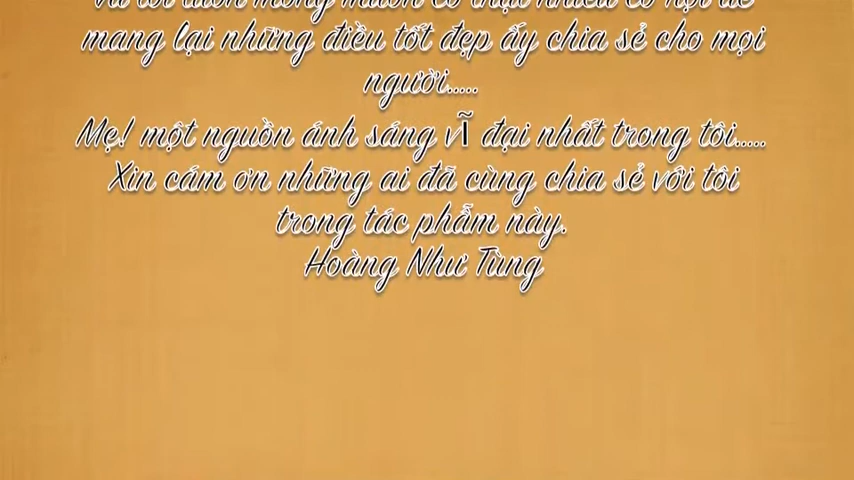 mang lại những điều tốt đẹp ấy chia sẻ cho mọi
người.....
Mẹ! một nguồn ánh sáng vĩ đại nhất trong tôi.....
Xin cám ơn những ai đã cùng chia sẻ với tôi
trong tác phẩm này.
Hoàng Như Tùng